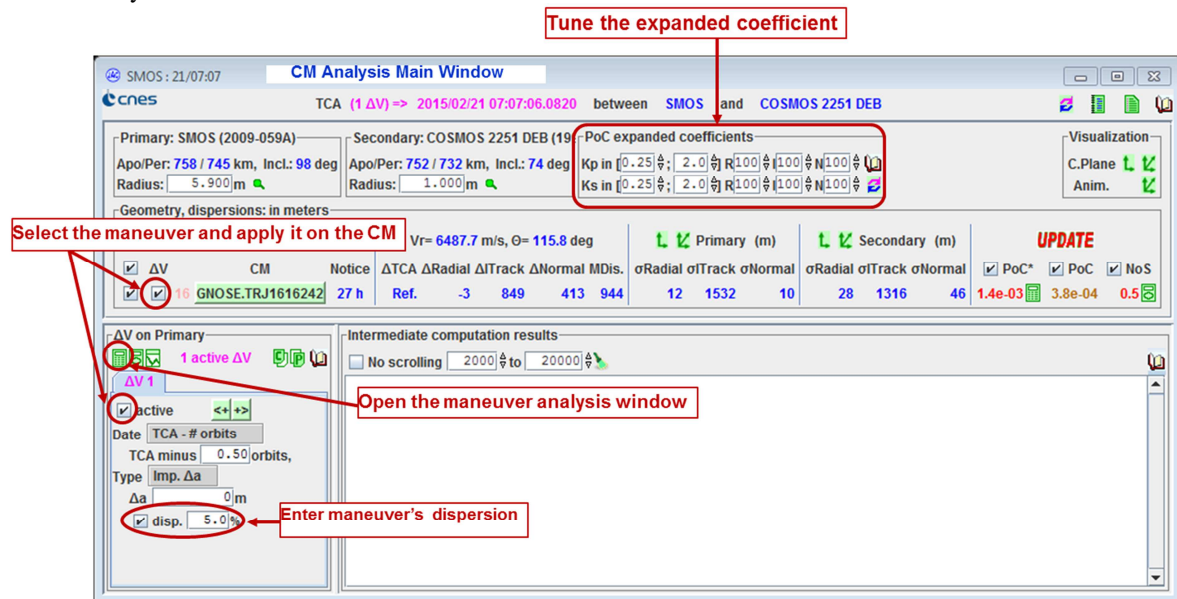 Tune the expanded coefficient
SMOS : 21/07:07
CM Analysis Main Window
cnes
TCA (1 ΔV) => 2015/02/21 07:07:06.0820 between SMOS and COSMOS 2251 DEB
Primary: SMOS (2009-059A)
Apo/Per: 758 / 745 km, Incl.: 98 deg
Radius: 5.900 m
Secondary: COSMOS 2251 DEB (19
Apo/Per: 752 / 732 km, Incl.: 74 deg
Radius: 1.000 m
PoC expanded coefficients
Kp in [0.25 ; 2.0 ] R 100 I 100 N 100
Ks in [0.25 ; 2.0 ] R 100 I 100 N 100
Visualization
C.Plane
Anim.
Geometry, dispersions: in meters
Select the maneuver and apply it on the CM
Vr= 6487.7 m/s, Θ= 115.8 deg
Primary (m)
Secondary (m)
UPDATE
ΔV CM Notice ΔTCA ΔRadial ΔITrack ΔNormal MDis. σRadial σITrack σNormal σRadial σITrack σNormal PoC* PoC NoS
16 GNOSE.TRJ1616242 27 h Ref. -3 849 413 944 12 1532 10 28 1316 46 1.4e-03 3.8e-04 0.5
ΔV on Primary
1 active ΔV
ΔV 1
active <+ +>
Date TCA - # orbits
TCA minus 0.50 orbits,
Type Imp. Δa
Δa 0 m
disp. 5.0 %
Intermediate computation results
No scrolling 2000 to 20000
Open the maneuver analysis window
Enter maneuver's dispersion